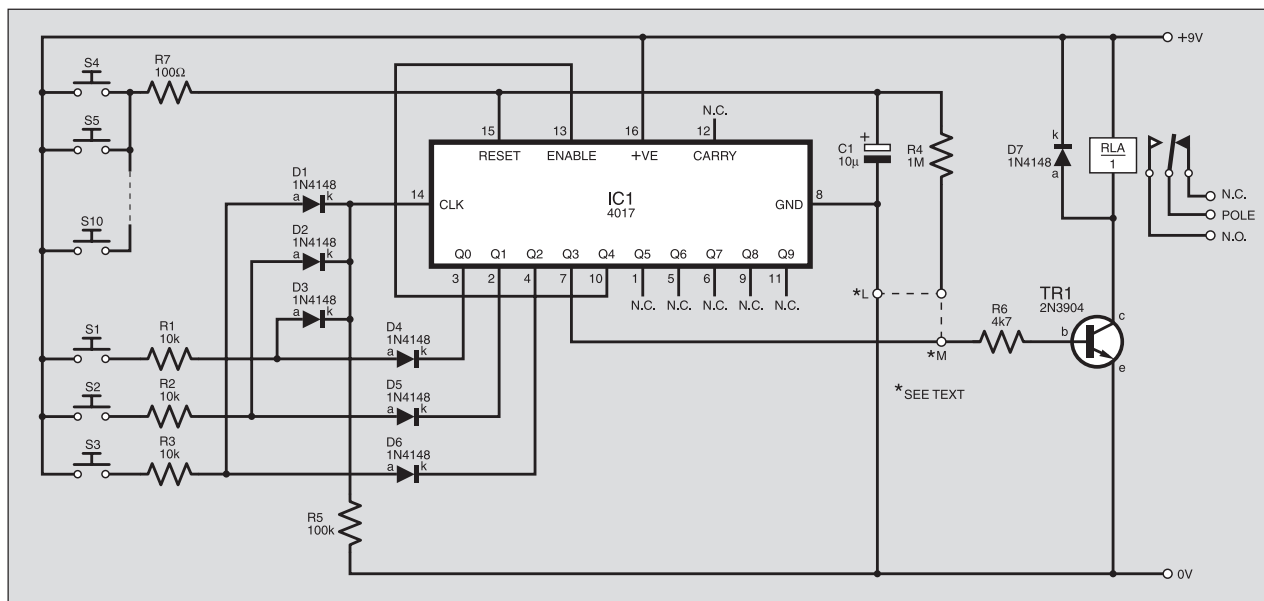 +9V
S4
R7
100Ω
S5
S10
N.C.
15
13
16
12
RESET
ENABLE
+VE
CARRY
14
CLK
IC1
4017
GND
8
Q0
Q1
Q2
Q3
Q4
Q5
Q6
Q7
Q8
Q9
3
2
4
7
10
1
5
6
9
11
N.C.
N.C.
N.C.
N.C.
N.C.
+
C1
10µ
R4
1M
k
D7
1N4148
a
RLA
1
N.C.
POLE
N.O.
D1
1N4148
a
k
D2
1N4148
a
k
D3
1N4148
a
k
*L
*M
R6
4k7
TR1
2N3904
c
b
e
*SEE TEXT
S1
R1
10k
D4
1N4148
a
k
S2
R2
10k
D5
1N4148
a
k
S3
R3
10k
D6
1N4148
a
k
R5
100k
0V